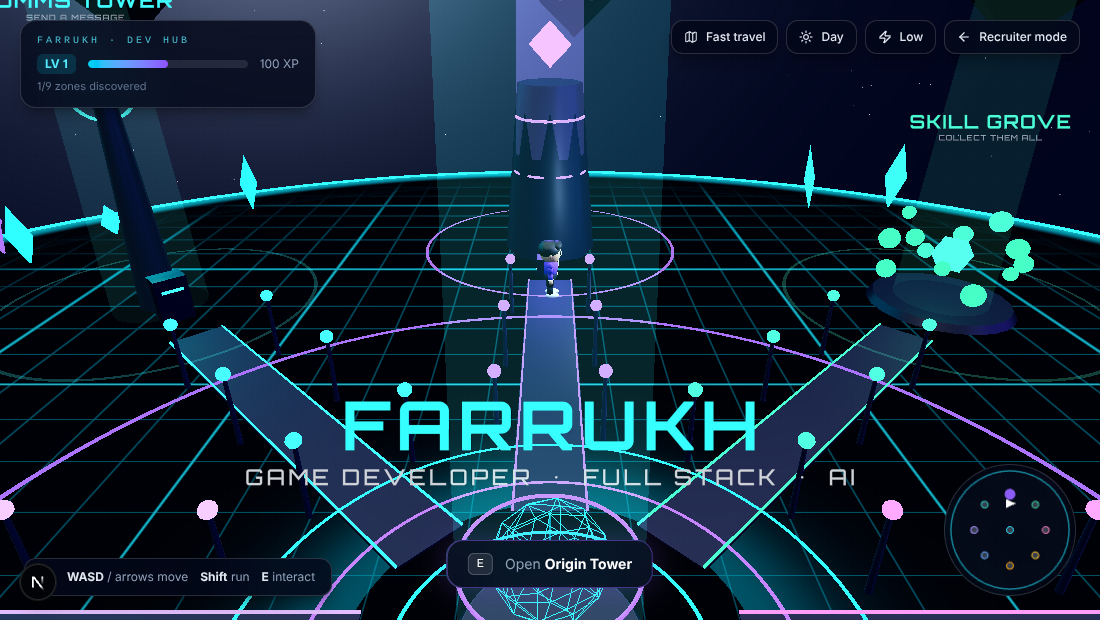 OMMS TOWER
SEND A MESSAGE
FARRUKH · DEV HUB
LV 1
100 XP
1/9 zones discovered
Fast travel
Day
Low
Recruiter mode
SKILL GROVE
COLLECT THEM ALL
FARRUKH
GAME DEVELOPER · FULL STACK · AI
E Open Origin Tower
N
WASD / arrows move Shift run E interact